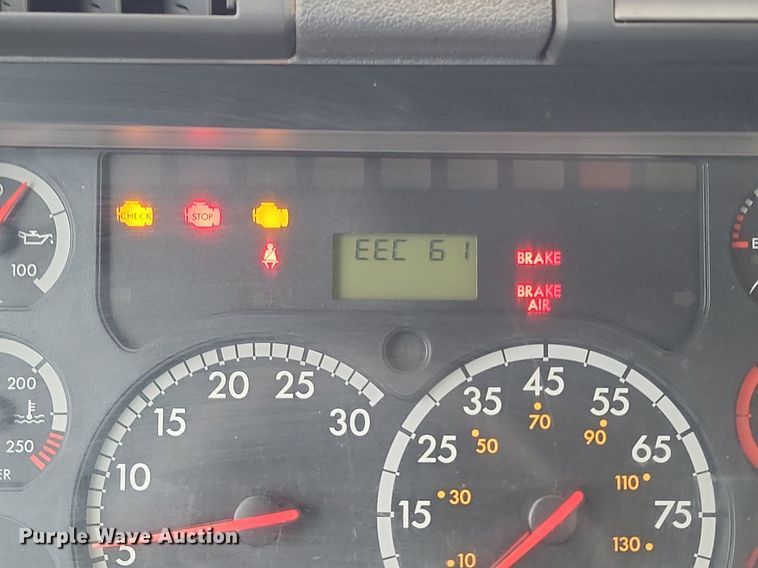 CHECK STOP
EEC 61
BRAKE
BRAKE
AIR
100
200
250
5 10 15 20 25 30
15 25 35 45 55 65 75
10 30 50 70 90 110 130
Purple Wave Auction